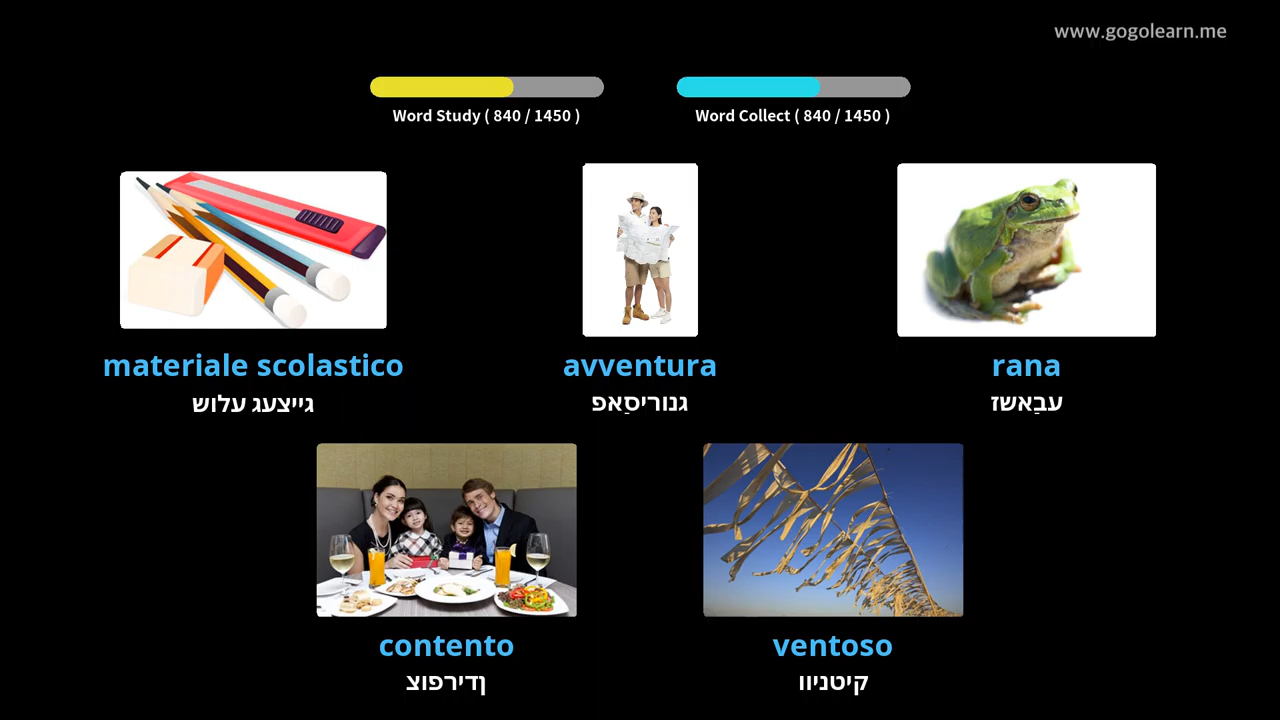 www.gogolearn.me
Word Study ( 840 / 1450 )
Word Collect ( 840 / 1450 )
materiale scolastico
גייצעג עלוש
avventura
גנוריסַאפ
rana
עבַאשז
contento
ןדירפוצ
ventoso
קיטניוו